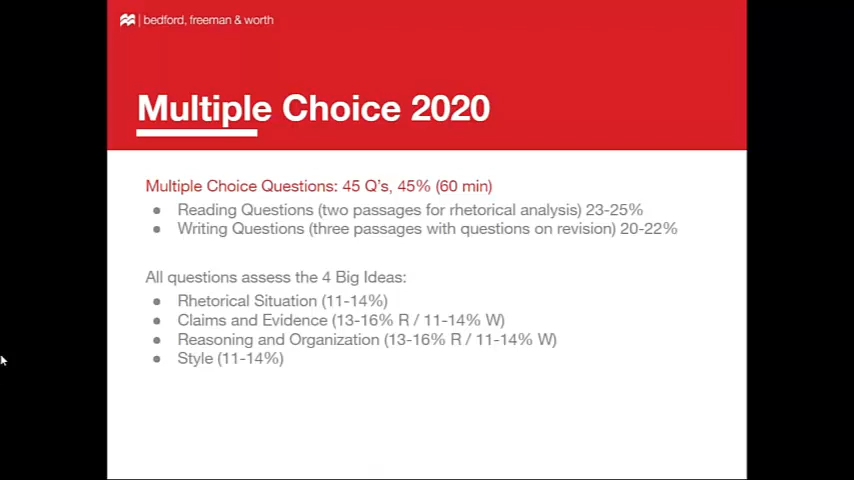 bedford, freeman & worth
Multiple Choice 2020
Multiple Choice Questions: 45 Q's, 45% (60 min)
● Reading Questions (two passages for rhetorical analysis) 23-25%
● Writing Questions (three passages with questions on revision) 20-22%
All questions assess the 4 Big Ideas:
● Rhetorical Situation (11-14%)
● Claims and Evidence (13-16% R / 11-14% W)
● Reasoning and Organization (13-16% R / 11-14% W)
● Style (11-14%)